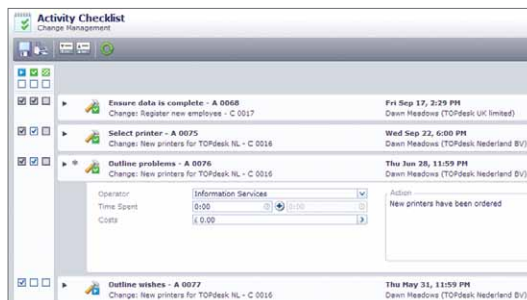 Activity Checklist
Change Management
Ensure data is complete - A 0068
Fri Sep 17, 2:29 PM
Change: Register new employee - C 0017
Dawn Meadows (TOPdesk UK limited)
Select printer - A 0075
Wed Sep 22, 6:00 PM
Change: New printers for TOPdesk NL - C 0016
Dawn Meadows (TOPdesk Nederland BV)
Outline problems - A 0076
Thu Jun 28, 11:59 PM
Change: New printers for TOPdesk NL - C 0016
Dawn Meadows (TOPdesk Nederland BV)
Operator
Information Services
Action
Time Spent
0:00
0:00
New printers have been ordered
Costs
£ 0.00
Outline wishes - A 0077
Thu May 31, 11:59 PM
Change: New printers for TOPdesk NL - C 0016
Dawn Meadows (TOPdesk Nederland BV)